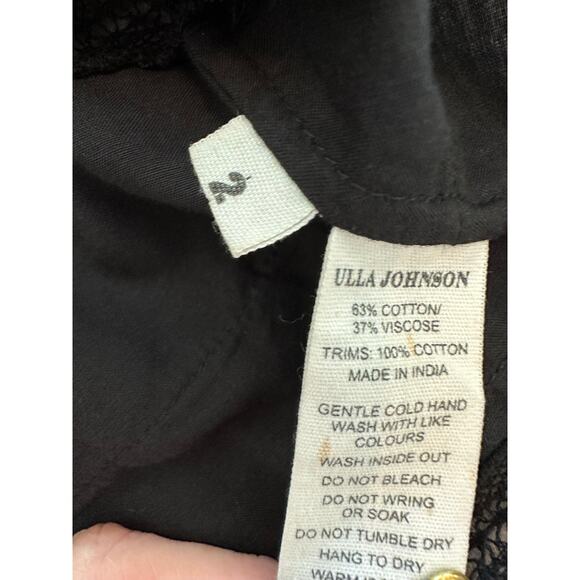 2
ULLA JOHNSON
63% COTTON/
37% VISCOSE
TRIMS: 100% COTTON
MADE IN INDIA
GENTLE COLD HAND
WASH WITH LIKE
COLOURS
WASH INSIDE OUT
DO NOT BLEACH
DO NOT WRING
OR SOAK
DO NOT TUMBLE DRY
HANG TO DRY
WARM